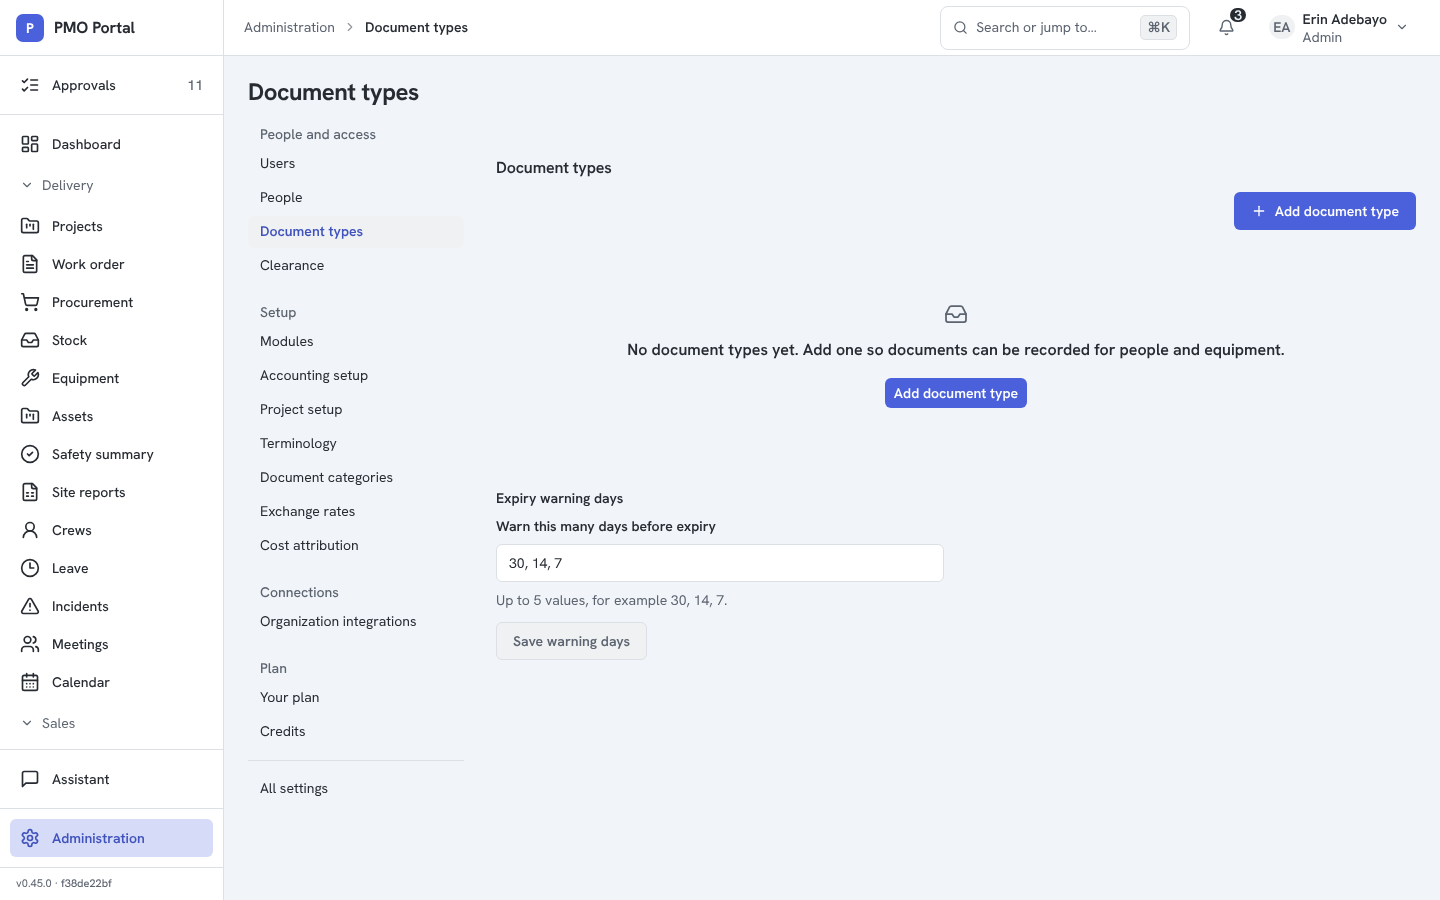 P PMO Portal
Administration > Document types
Search or jump to... ⌘K
3
EA Erin Adebayo
Admin
Approvals 11
Dashboard
Delivery
Projects
Work order
Procurement
Stock
Equipment
Assets
Safety summary
Site reports
Crews
Leave
Incidents
Meetings
Calendar
Sales
Assistant
Administration
v0.45.0 · f38de22bf
Document types
People and access
Users
People
Document types
Clearance
Setup
Modules
Accounting setup
Project setup
Terminology
Document categories
Exchange rates
Cost attribution
Connections
Organization integrations
Plan
Your plan
Credits
All settings
Document types
+ Add document type
No document types yet. Add one so documents can be recorded for people and equipment.
Add document type
Expiry warning days
Warn this many days before expiry
30, 14, 7
Up to 5 values, for example 30, 14, 7.
Save warning days